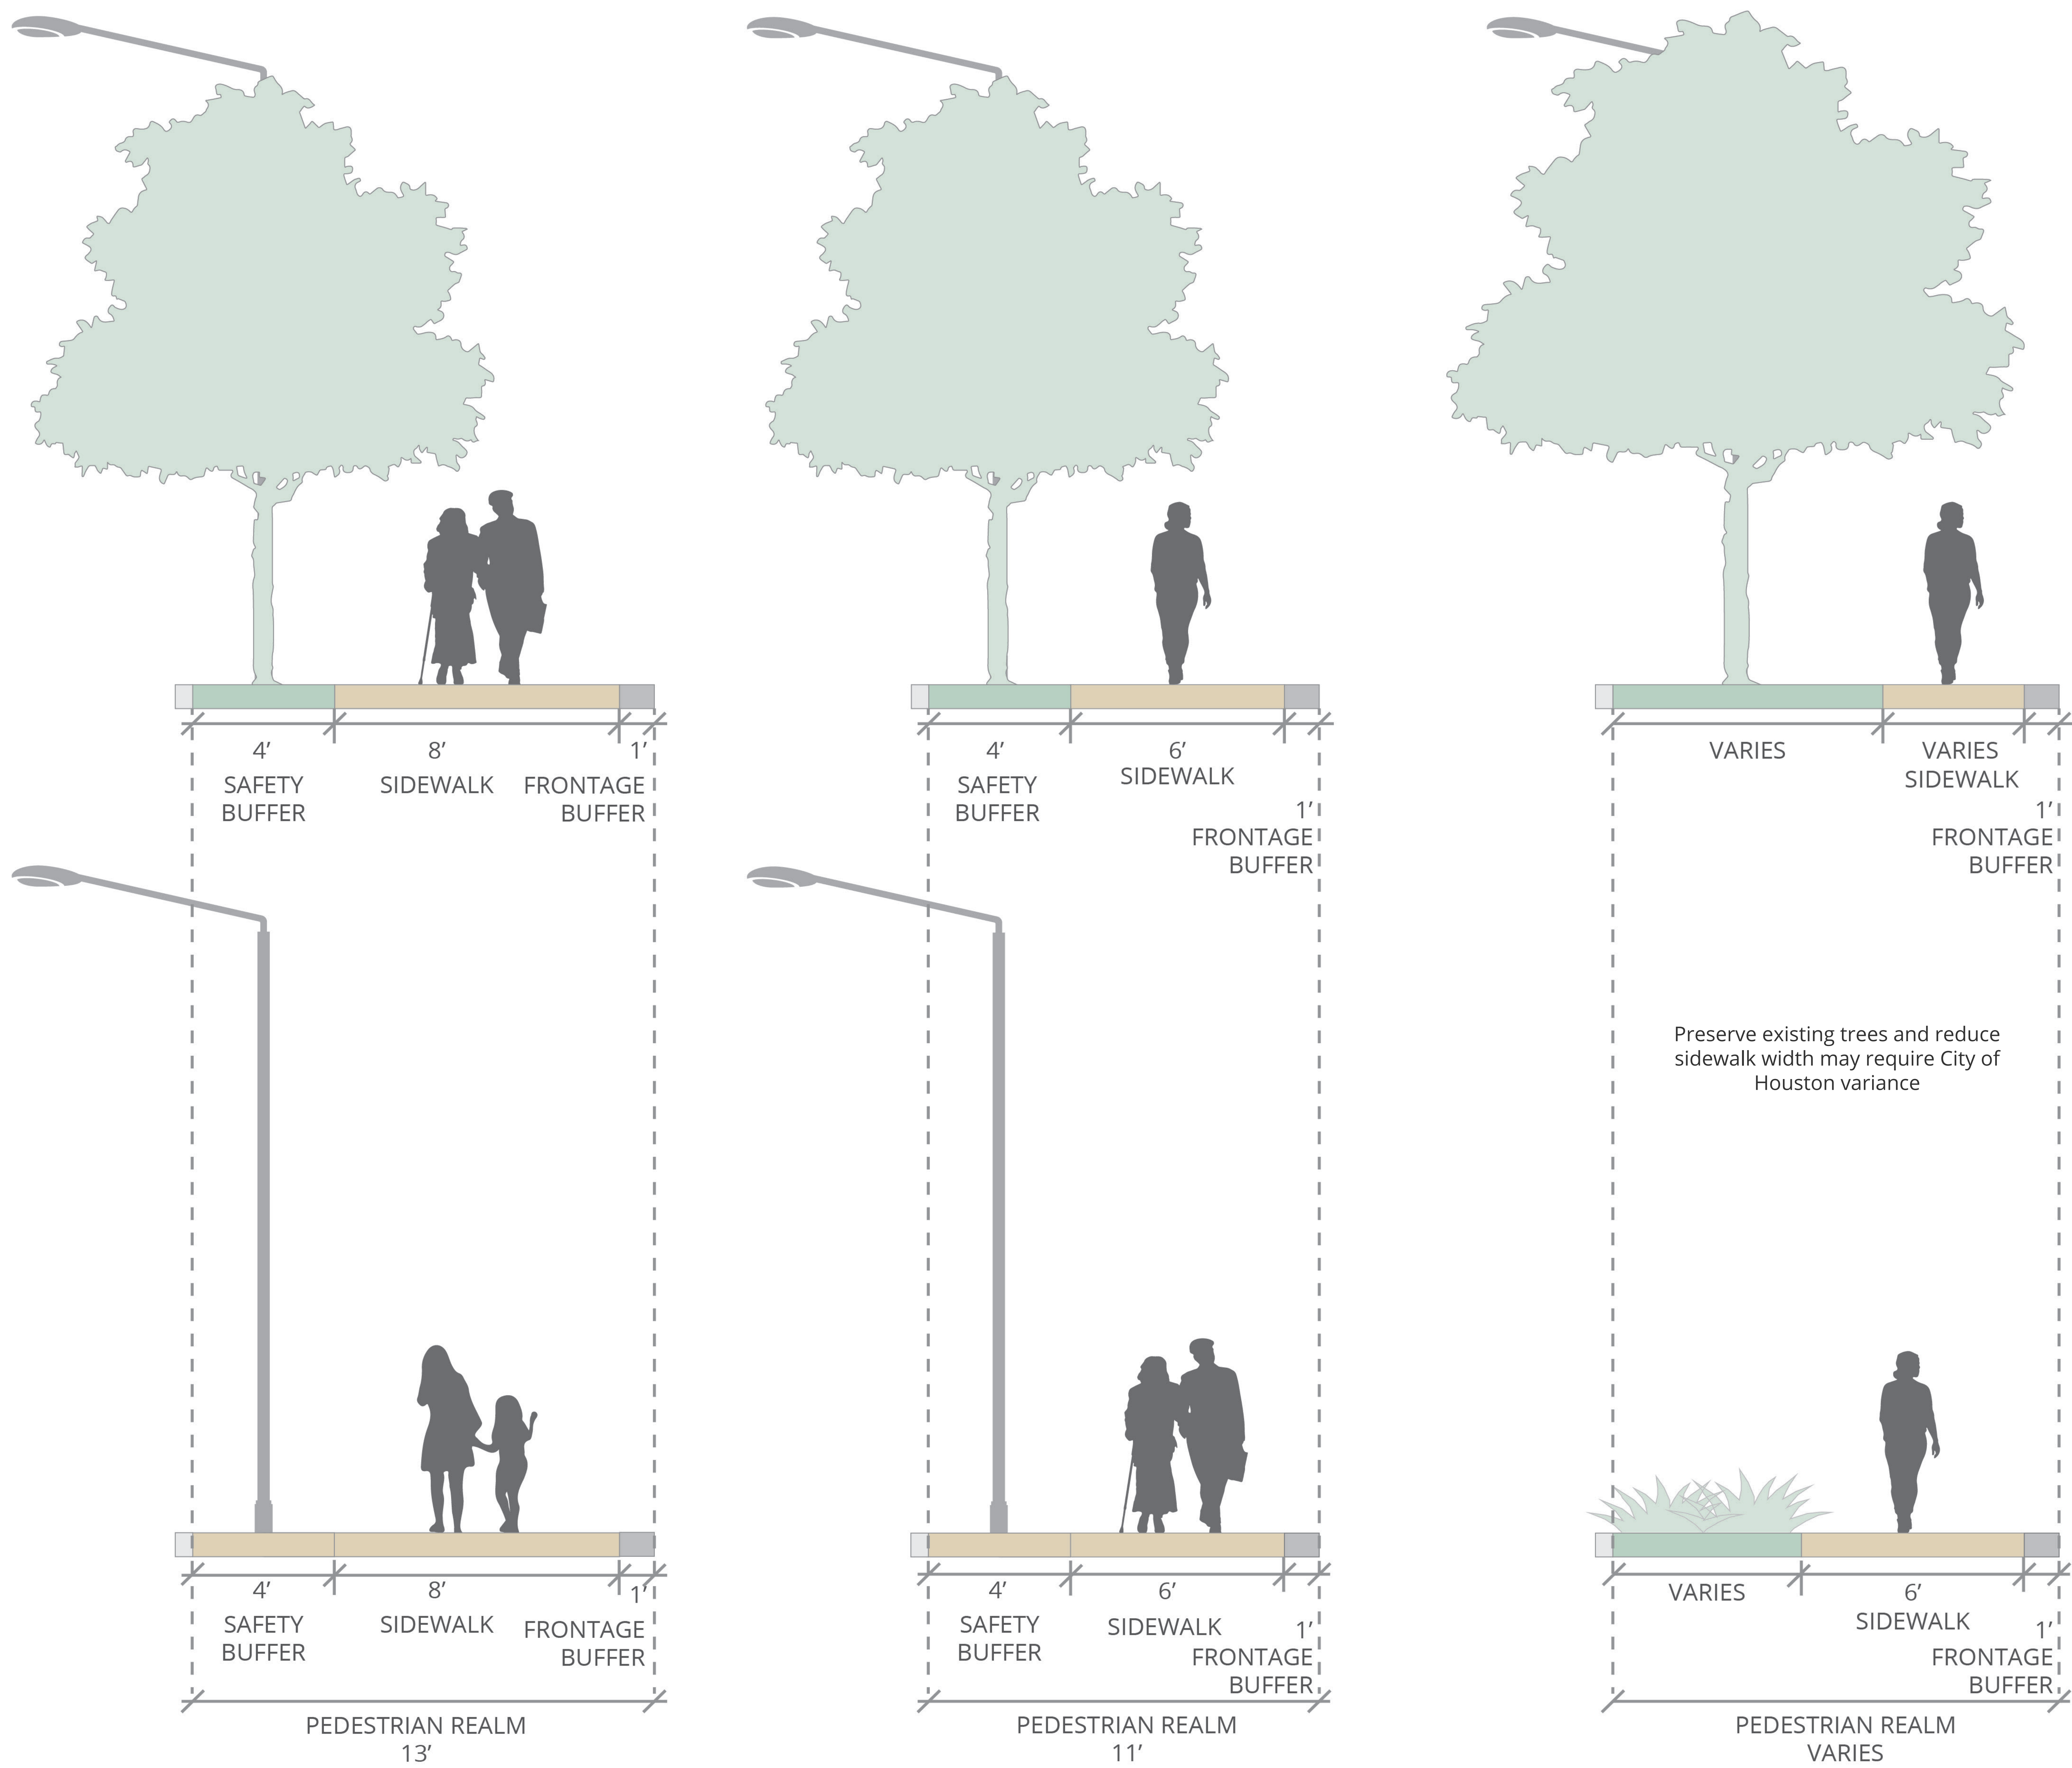 4’
SAFETY
BUFFER
8’
SIDEWALK
1’
FRONTAGE
BUFFER
4’
SAFETY
BUFFER
6’
SIDEWALK
1’
FRONTAGE
BUFFER
VARIES
VARIES
SIDEWALK
1’
FRONTAGE
BUFFER
Preserve existing trees and reduce
sidewalk width may require City of
Houston variance
4’
SAFETY
BUFFER
8’
SIDEWALK
1’
FRONTAGE
BUFFER
PEDESTRIAN REALM
13’
4’
SAFETY
BUFFER
6’
SIDEWALK
1’
FRONTAGE
BUFFER
PEDESTRIAN REALM
11’
VARIES
6’
SIDEWALK
1’
FRONTAGE
BUFFER
PEDESTRIAN REALM
VARIES